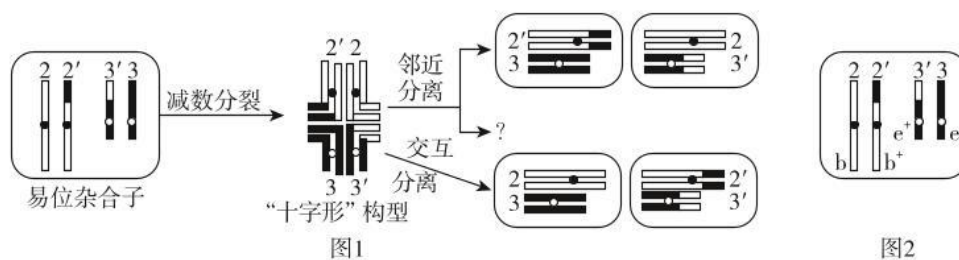 2 2′ 3′ 3
易位杂合子
减数分裂
2′ 2
3 3′
“十字形”构型
邻近
分离
?
交互
分离
2′
3
2
3′
2
3
2′
3′
图1
2 2′ 3′ 3
e⁺ e
b b⁺
图2